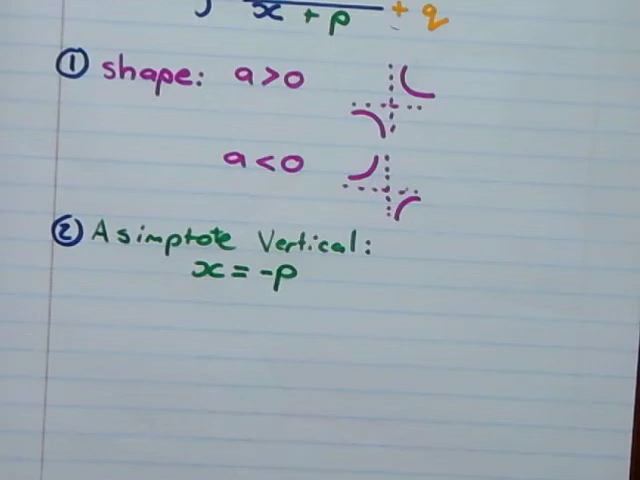 x + p + q
① shape: a > 0
a < 0
② Asimptote Vertical:
x = -p